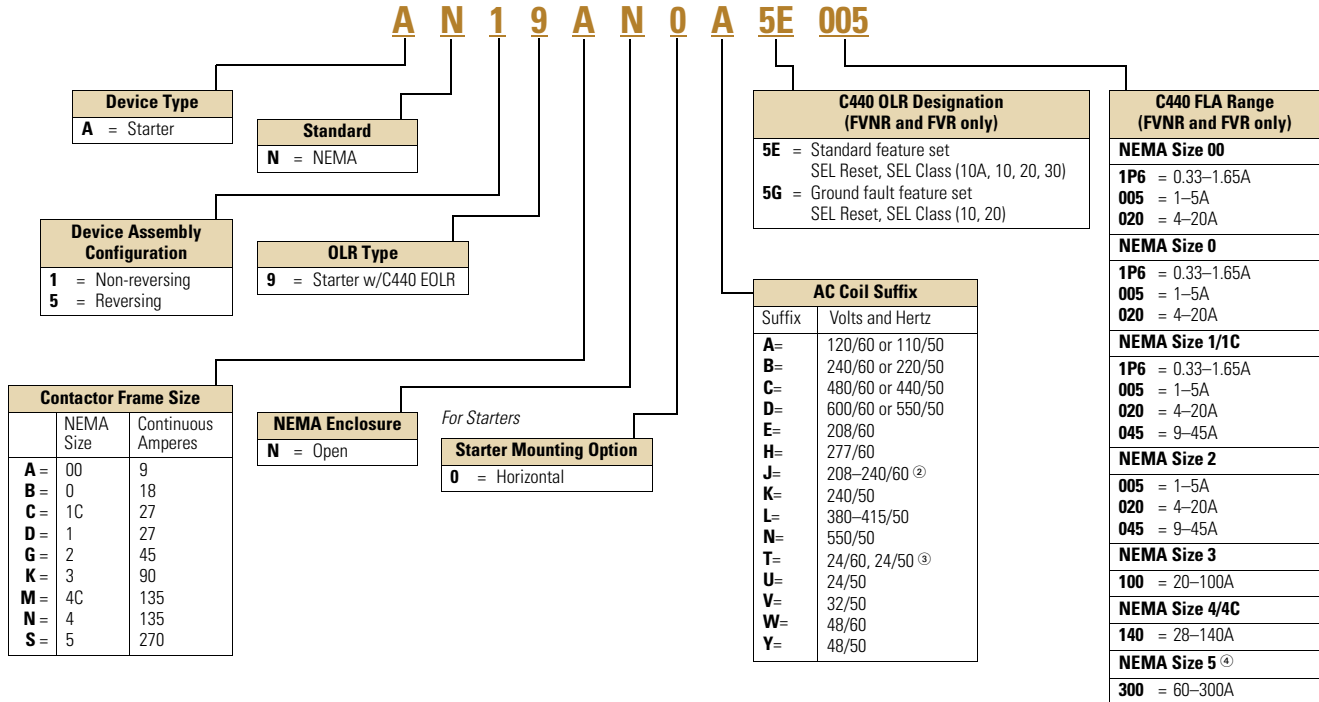 A N 1 9 A N 0 A 5E 005
Device Type
A = Starter
Standard
N = NEMA
Device Assembly
Configuration
1 = Non-reversing
5 = Reversing
OLR Type
9 = Starter w/C440 EOLR
Contactor Frame Size
NEMA Size Continuous Amperes
A = 00 9
B = 0 18
C = 1C 27
D = 1 27
G = 2 45
K = 3 90
M = 4C 135
N = 4 135
S = 5 270
NEMA Enclosure
N = Open
For Starters
Starter Mounting Option
0 = Horizontal
C440 OLR Designation
(FVNR and FVR only)
5E = Standard feature set
SEL Reset, SEL Class (10A, 10, 20, 30)
5G = Ground fault feature set
SEL Reset, SEL Class (10, 20)
AC Coil Suffix
Suffix Volts and Hertz
A= 120/60 or 110/50
B= 240/60 or 220/50
C= 480/60 or 440/50
D= 600/60 or 550/50
E= 208/60
H= 277/60
J= 208–240/60 ②
K= 240/50
L= 380–415/50
N= 550/50
T= 24/60, 24/50 ③
U= 24/50
V= 32/50
W= 48/60
Y= 48/50
C440 FLA Range
(FVNR and FVR only)
NEMA Size 00
1P6 = 0.33–1.65A
005 = 1–5A
020 = 4–20A
NEMA Size 0
1P6 = 0.33–1.65A
005 = 1–5A
020 = 4–20A
NEMA Size 1/1C
1P6 = 0.33–1.65A
005 = 1–5A
020 = 4–20A
045 = 9–45A
NEMA Size 2
005 = 1–5A
020 = 4–20A
045 = 9–45A
NEMA Size 3
100 = 20–100A
NEMA Size 4/4C
140 = 28–140A
NEMA Size 5 ④
300 = 60–300A